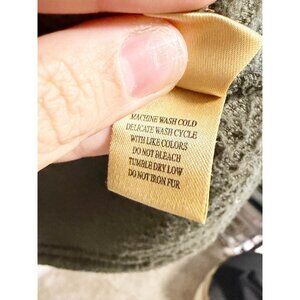 MACHINE WASH COLD
DELICATE WASH CYCLE
WITH LIKE COLORS
DO NOT BLEACH
TUMBLE DRY LOW
DO NOT IRON FUR